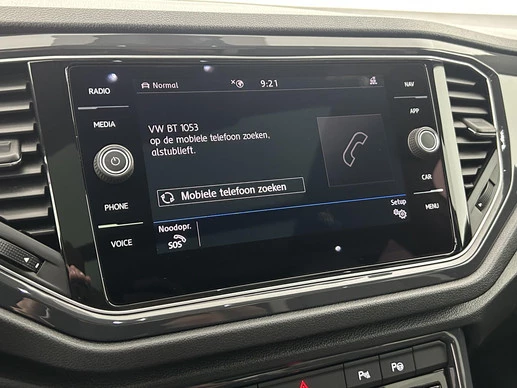 RADIO
MEDIA
PHONE
VOICE
Normal
9:21
VW BT 1053
op de mobiele telefoon zoeken,
alstublieft.
Mobiele telefoon zoeken
Noodopr.
SOS
Setup
NAV
APP
CAR
MENU